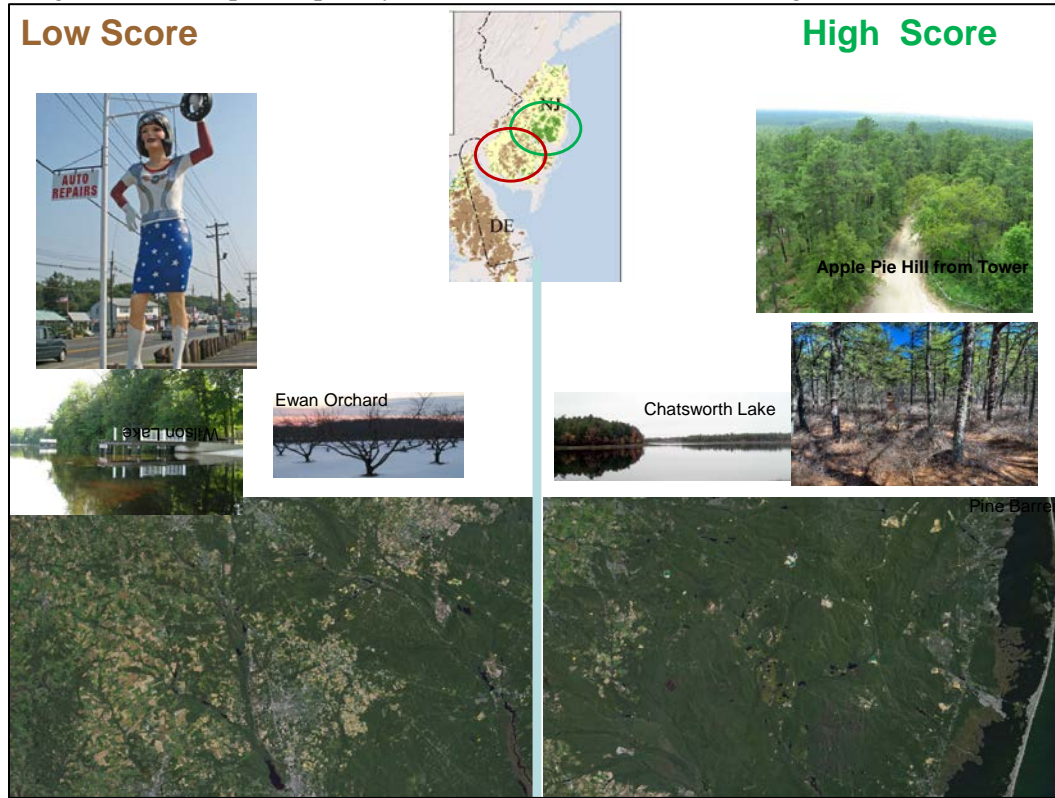 Low Score
High Score
NJ
DE
AUTO
REPAIRS
Apple Pie Hill from Tower
Wilson Lake
Ewan Orchard
Chatsworth Lake
Pine Barre